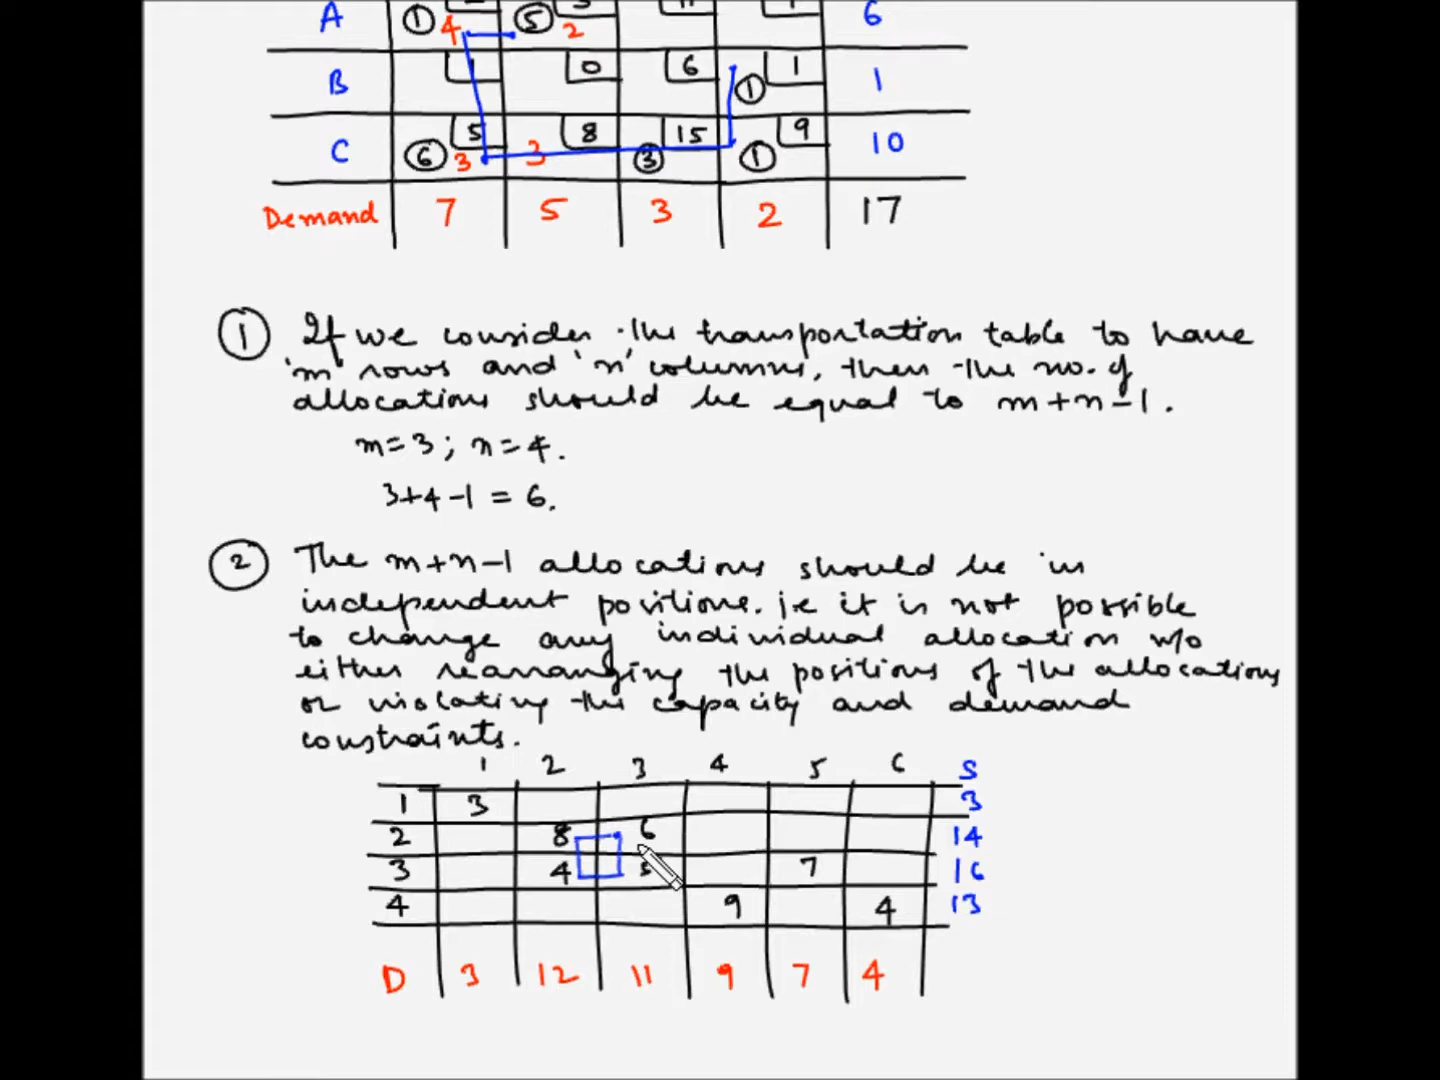 A ① 4 ⑤ 2 6
B 1 0 6 ① 1 1
C ⑥ 5 3 3 8 ③ 15 ① 9 10
Demand 7 5 3 2 17
① If we consider the transportation table to have
'm' rows and 'n' columns, then the no. of
allocations should be equal to m+n-1.
m=3; n=4.
3+4-1 = 6.
② The m+n-1 allocations should be in
independent positions. i.e it is not possible
to change any individual allocation w/o
either rearranging the positions of the allocations
or violating the capacity and demand
constraints.
1 2 3 4 5 6 S
1 3 3
2 8 6 14
3 4 5 7 16
4 9 4 13
D 3 12 11 9 7 4